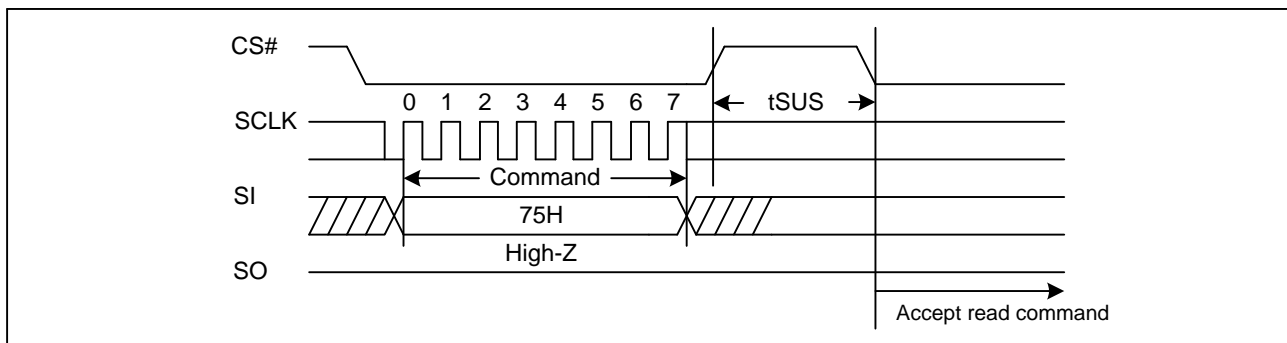 CS#
0 1 2 3 4 5 6 7
tSUS
SCLK
Command
SI
75H
High-Z
SO
Accept read command